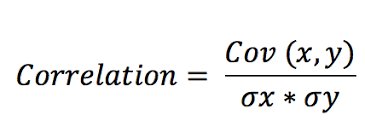 Correlation = Cov (x, y)
σx * σy